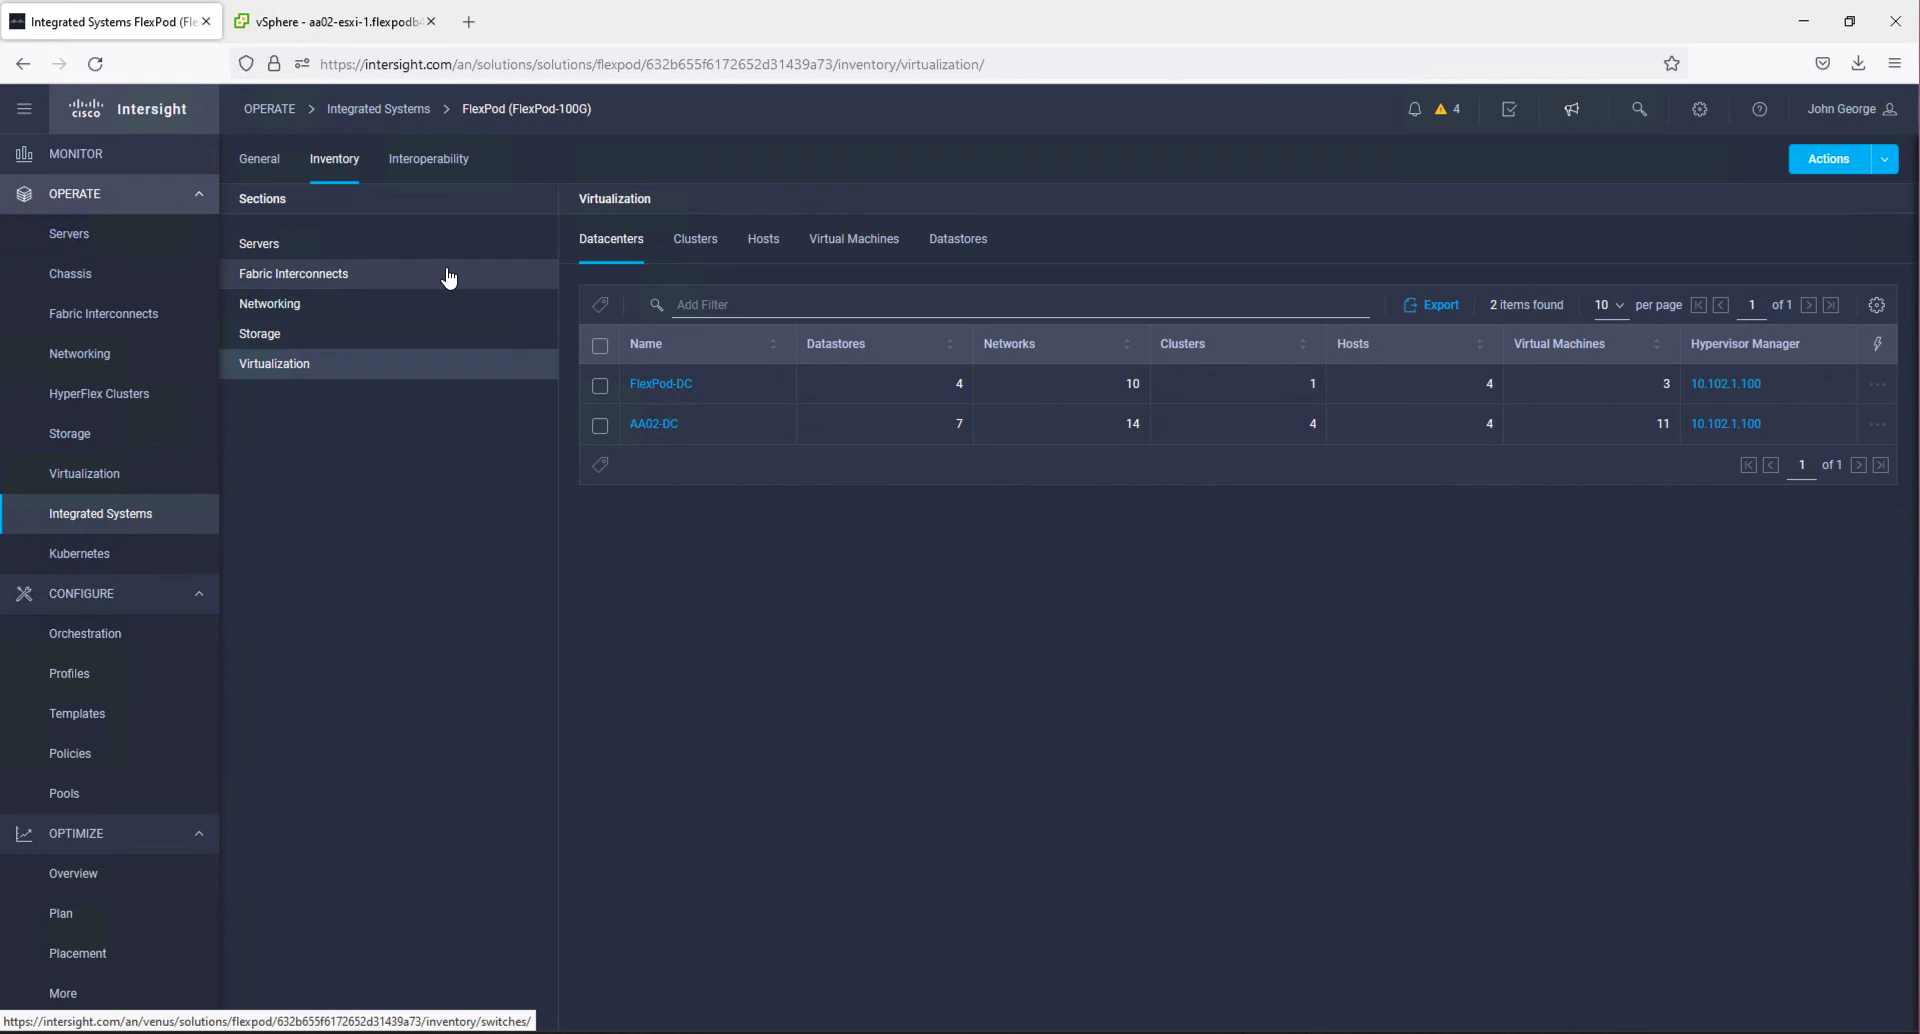 Integrated Systems FlexPod (Fle
vSphere - aa02-esxi-1.flexpodb4
https://intersight.com/an/solutions/solutions/flexpod/632b655f6172652d31439a73/inventory/virtualization/
cisco Intersight
OPERATE > Integrated Systems > FlexPod (FlexPod-100G)
4
John George
MONITOR
OPERATE
Servers
Chassis
Fabric Interconnects
Networking
HyperFlex Clusters
Storage
Virtualization
Integrated Systems
Kubernetes
CONFIGURE
Orchestration
Profiles
Templates
Policies
Pools
OPTIMIZE
Overview
Plan
Placement
More
General Inventory Interoperability
Actions
Sections
Servers
Fabric Interconnects
Networking
Storage
Virtualization
Virtualization
Datacenters Clusters Hosts Virtual Machines Datastores
Add Filter Export 2 items found 10 per page 1 of 1
Name Datastores Networks Clusters Hosts Virtual Machines Hypervisor Manager
FlexPod-DC 4 10 1 4 3 10.102.1.100
AA02-DC 7 14 4 4 11 10.102.1.100
1 of 1
https://intersight.com/an/venus/solutions/flexpod/632b655f6172652d31439a73/inventory/switches/